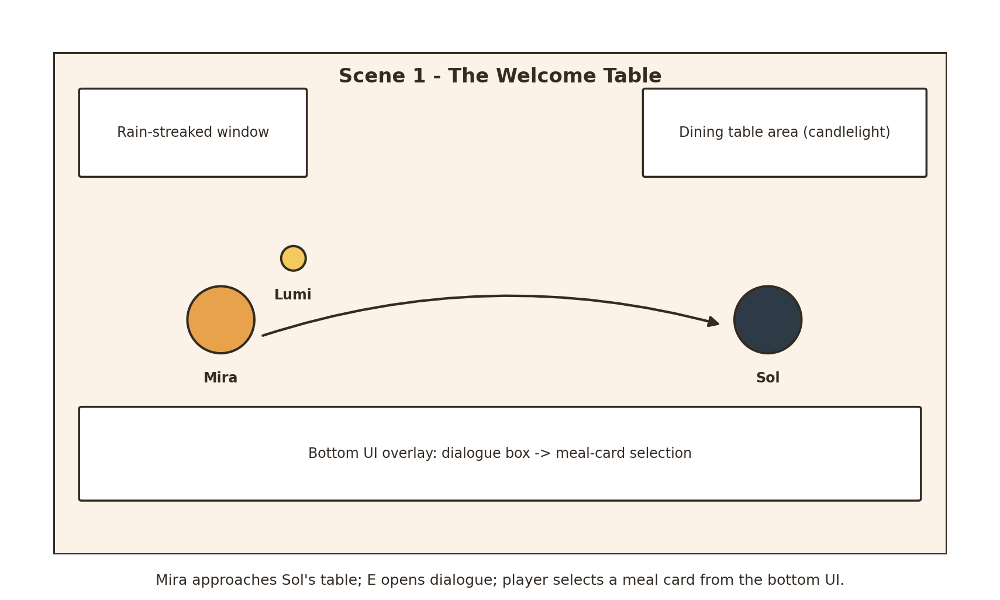 Scene 1 - The Welcome Table
Rain-streaked window
Dining table area (candlelight)
Lumi
Mira
Sol
Bottom UI overlay: dialogue box -> meal-card selection
Mira approaches Sol's table; E opens dialogue; player selects a meal card from the bottom UI.